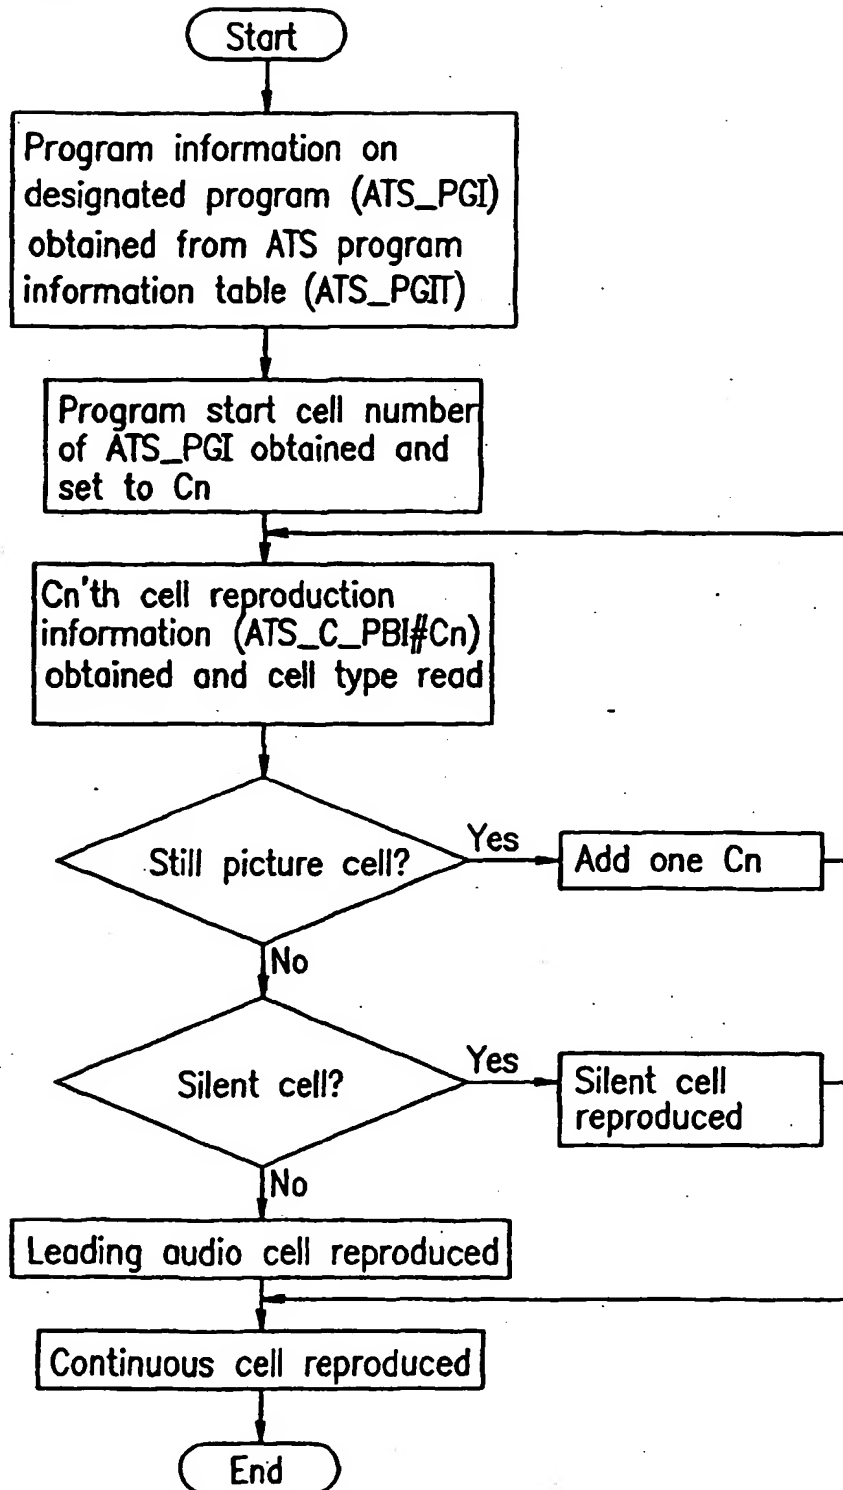 Start
Program information on
designated program (ATS_PGI)
obtained from ATS program
information table (ATS_PGIT)
Program start cell number
of ATS_PGI obtained and
set to Cn
Cn'th cell reproduction
information (ATS_C_PBI#Cn)
obtained and cell type read
Still picture cell?
Yes
Add one Cn
No
Silent cell?
Yes
Silent cell
reproduced
No
Leading audio cell reproduced
Continuous cell reproduced
End